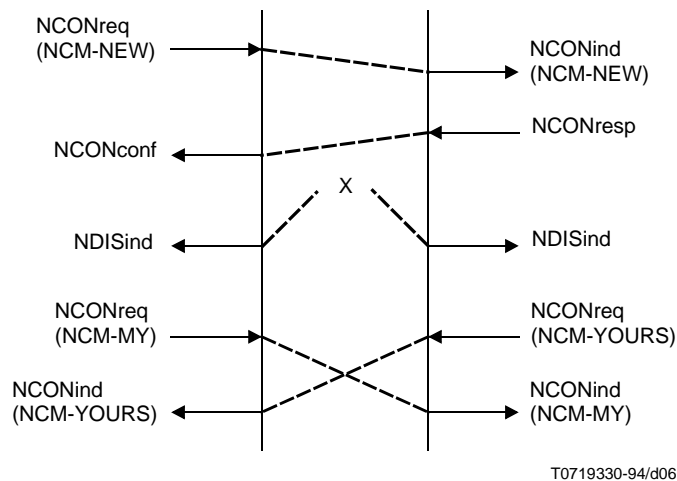 NCONreq
(NCM-NEW)
NCONind
(NCM-NEW)
NCONresp
NCONconf
X
NDISind
NDISind
NCONreq
(NCM-MY)
NCONreq
(NCM-YOURS)
NCONind
(NCM-YOURS)
NCONind
(NCM-MY)
T0719330-94/d06